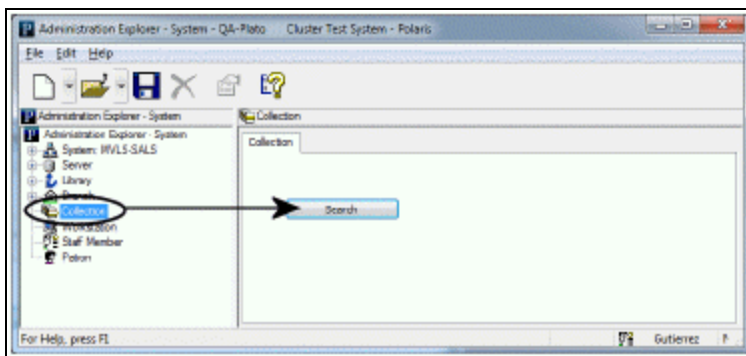 Administration Explorer - System - QA-Plato Cluster Test System - Polaris
File Edit Help
Administration Explorer - System
Collection
Administration Explorer - System
System: MVLS-SALS
Server
Library
Branch
Collection
Workstation
Staff Member
Patron
Collection
Search
For Help, press F1
Gutierrez